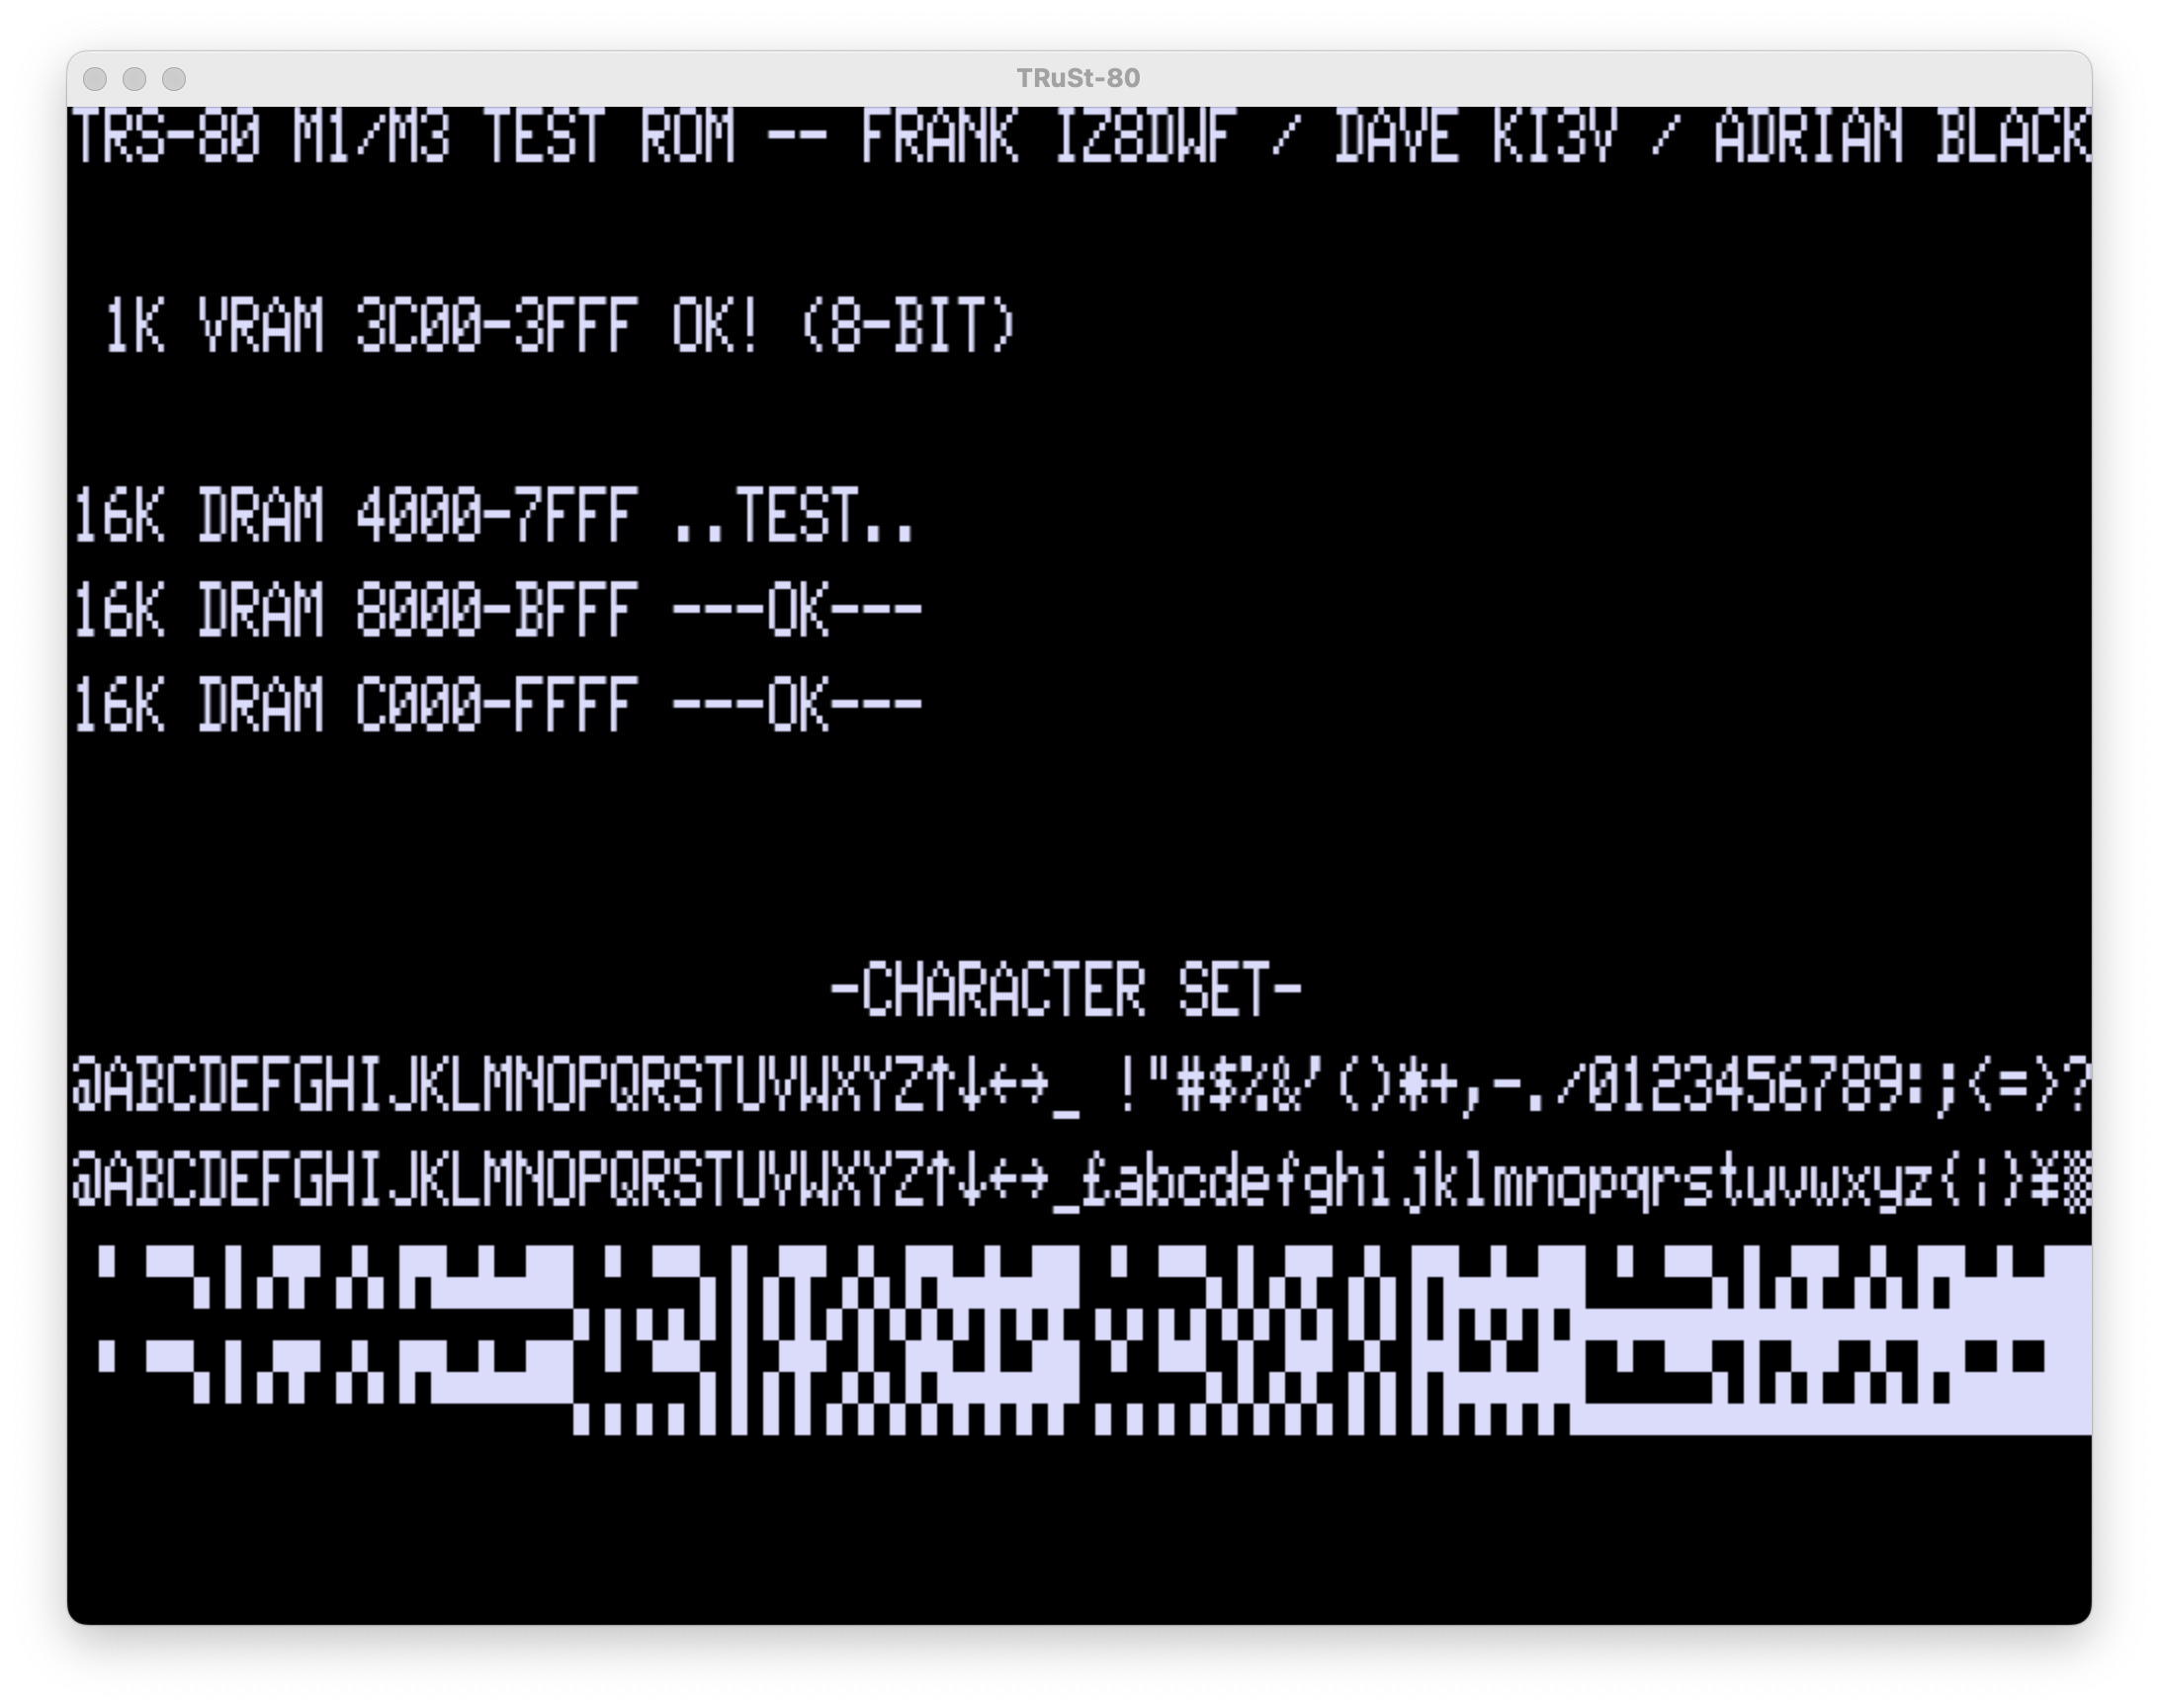 TRuSt-80
TRS-80 M1/M3 TEST ROM -- FRANK IZ8DWF / DAVE KI3V / ADRIAN BLACK
1K VRAM 3C00-3FFF OK! (8-BIT)
16K DRAM 4000-7FFF ..TEST..
16K DRAM 8000-BFFF ---OK---
16K DRAM C000-FFFF ---OK---
-CHARACTER SET-
@ABCDEFGHIJKLMNOPQRSTUVWXYZ↑↓←→_ !"#$%&'()*+,-./0123456789:;<=>?
@ABCDEFGHIJKLMNOPQRSTUVWXYZ↑↓←→_£abcdefghijklmnopqrstuvwxyz{|}¥▒